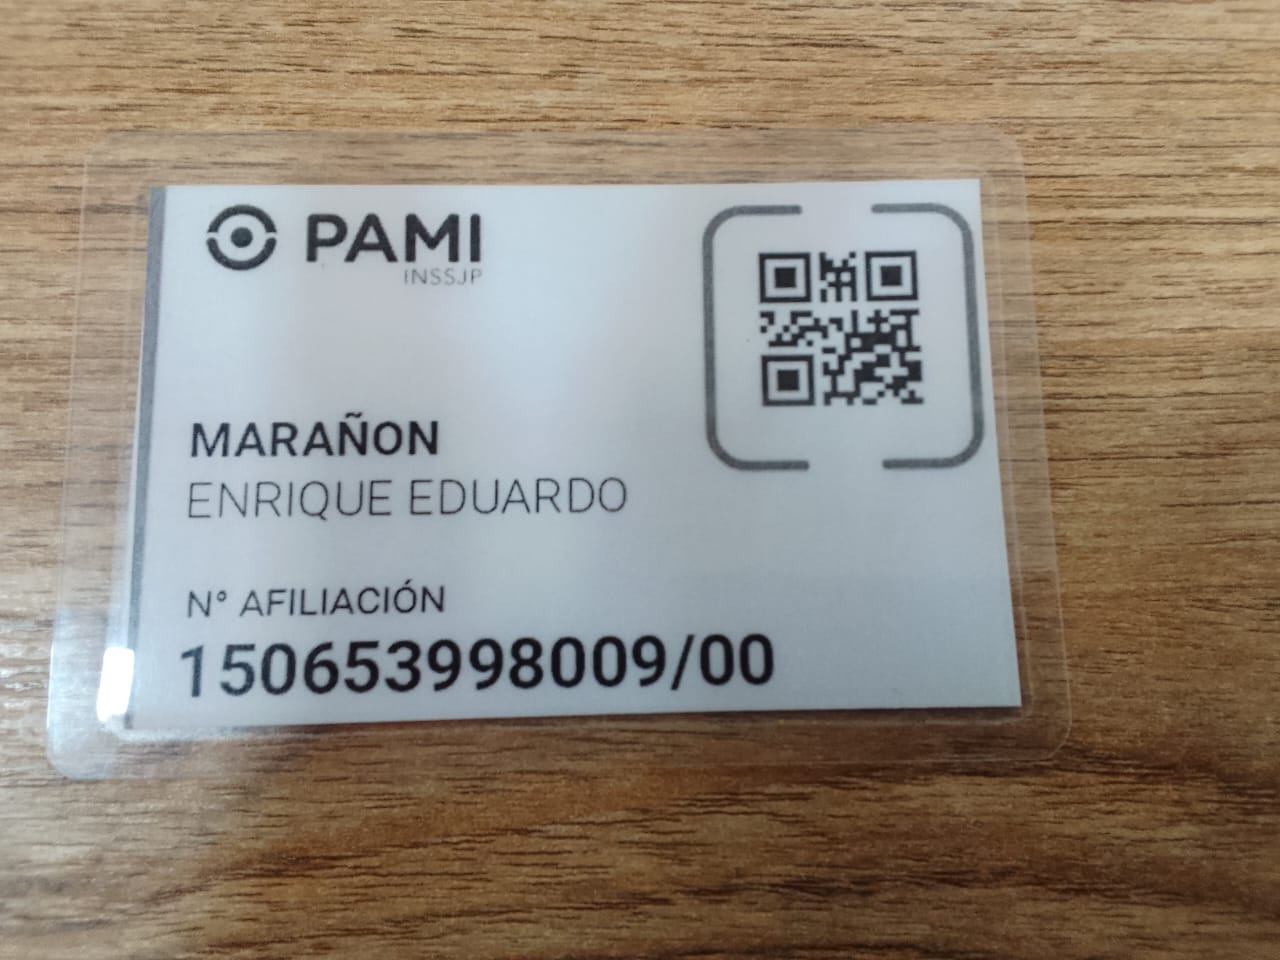 PAMI
INSSJP
MARAÑON
ENRIQUE EDUARDO
N° AFILIACIÓN
150653998009/00